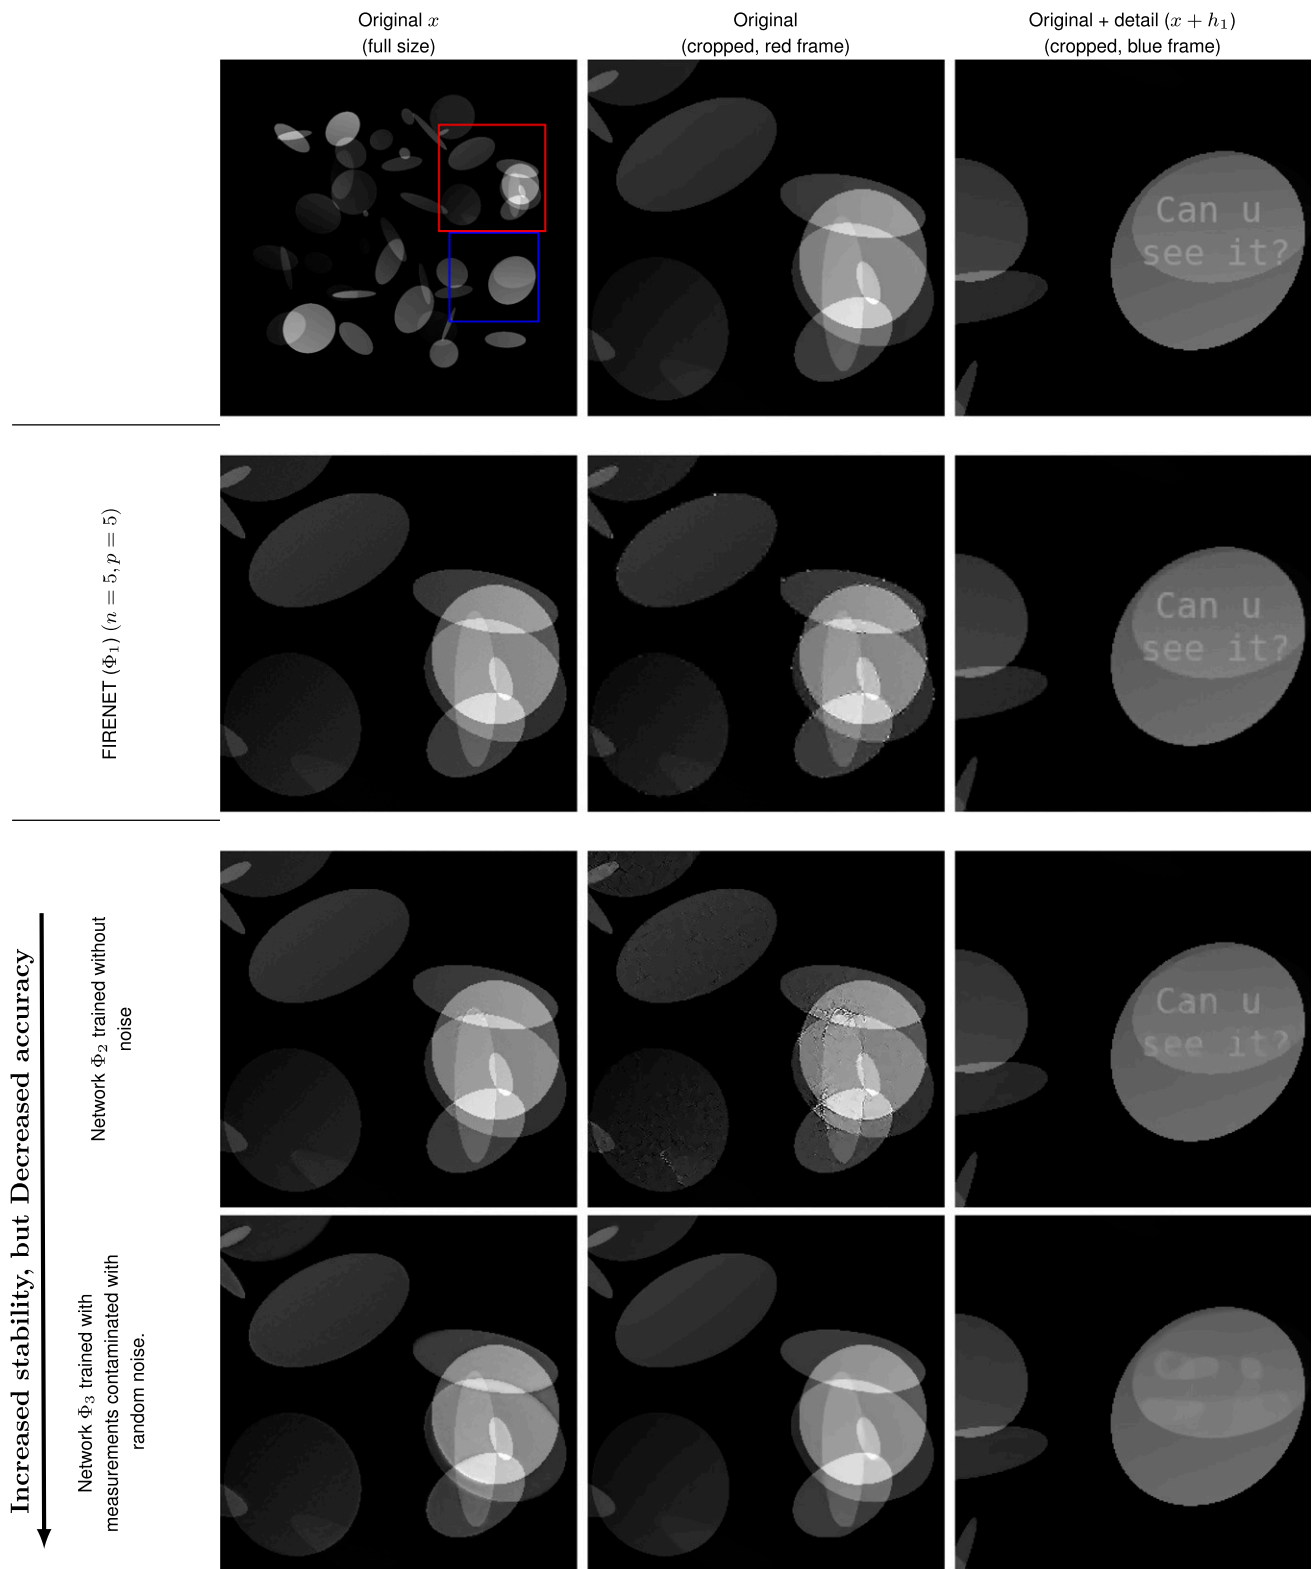 Original x
(full size)
Original
(cropped, red frame)
Original + detail (x + h₁)
(cropped, blue frame)
Can u
see it?
FIRENET (Φ₁) (n = 5, p = 5)
Can u
see it?
Increased stability, but Decreased accuracy
Network Φ₂ trained without
noise
Can u
see it?
Network Φ₃ trained with
measurements contaminated with
random noise.